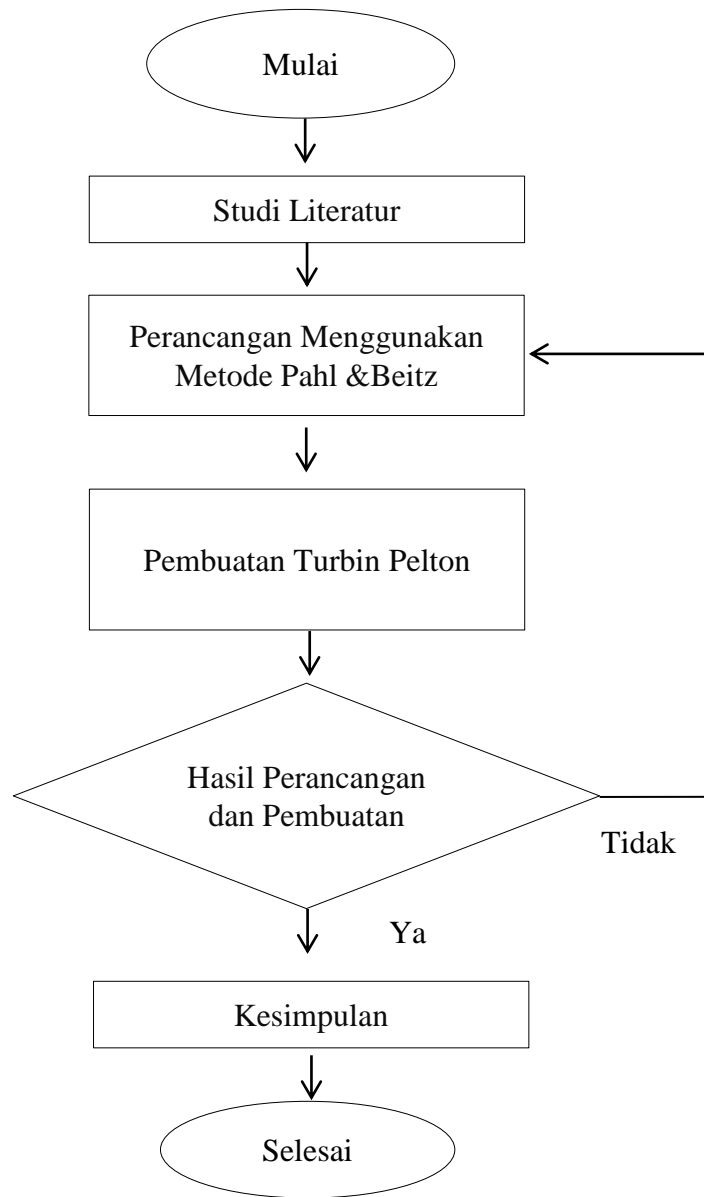 Mulai
Studi Literatur
Perancangan Menggunakan
Metode Pahl &Beitz
Pembuatan Turbin Pelton
Hasil Perancangan
dan Pembuatan
Tidak
Ya
Kesimpulan
Selesai